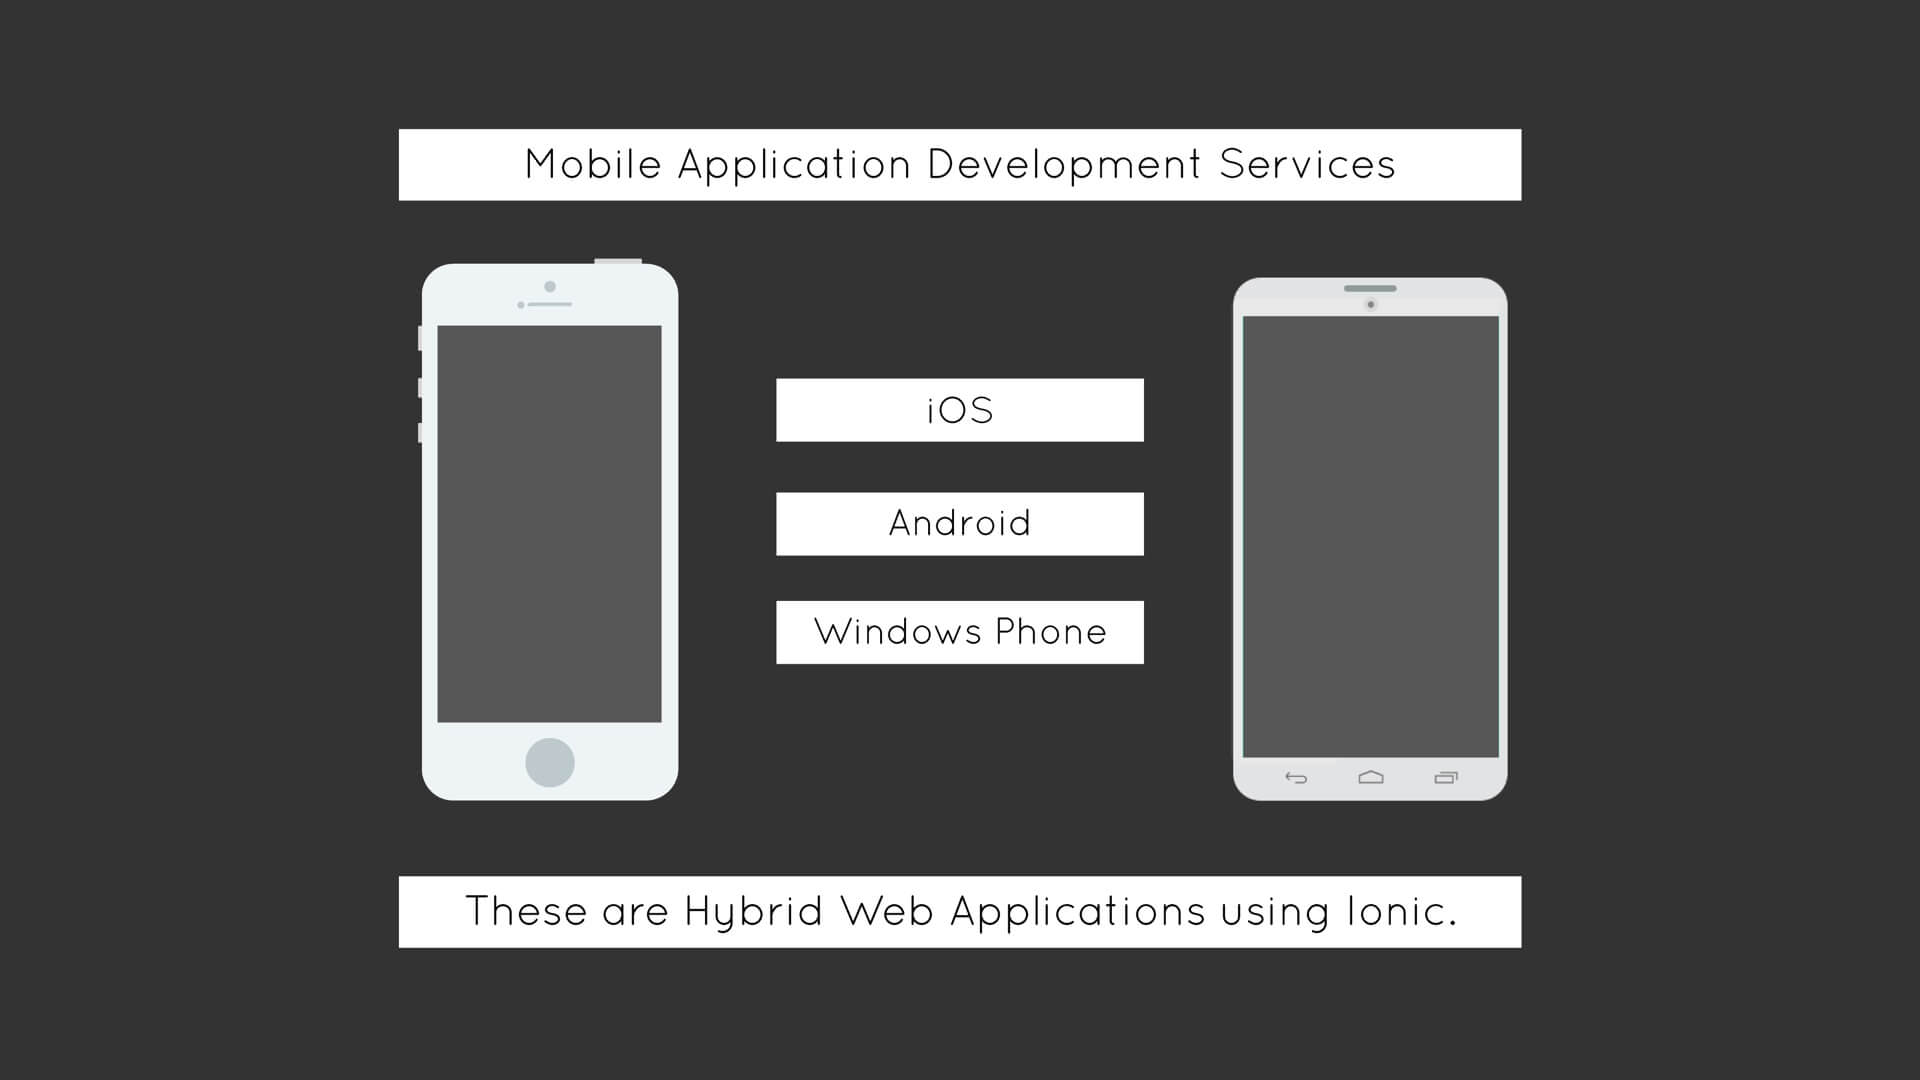 Mobile Application Development Services
iOS
Android
Windows Phone
These are Hybrid Web Applications using Ionic.